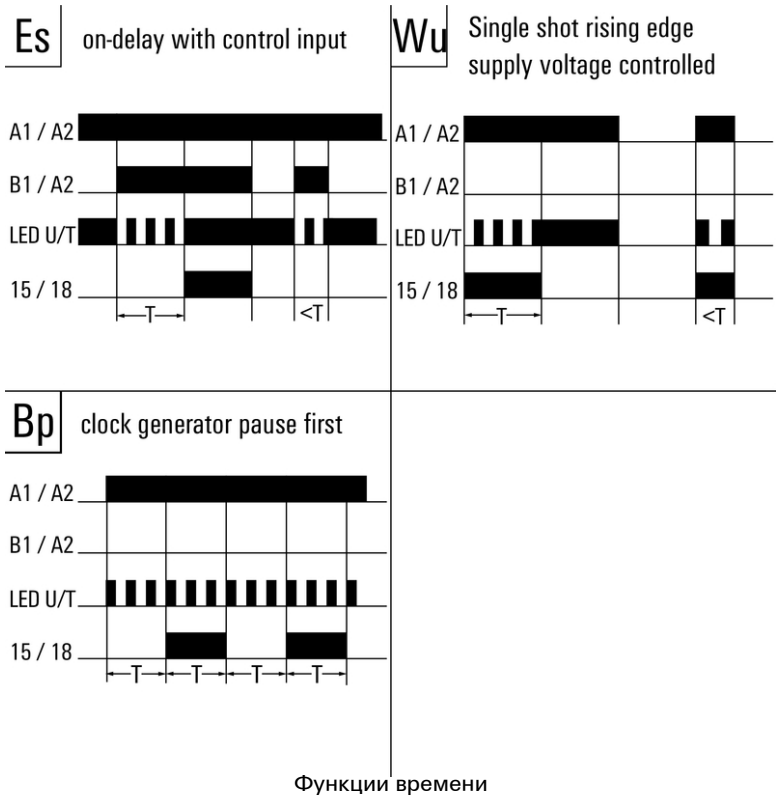 Es on-delay with control input
A1 / A2
B1 / A2
LED U/T
15 / 18
T <T
Wu Single shot rising edge
supply voltage controlled
A1 / A2
B1 / A2
LED U/T
15 / 18
T <T
Bp clock generator pause first
A1 / A2
B1 / A2
LED U/T
15 / 18
T T T T
Функции времени